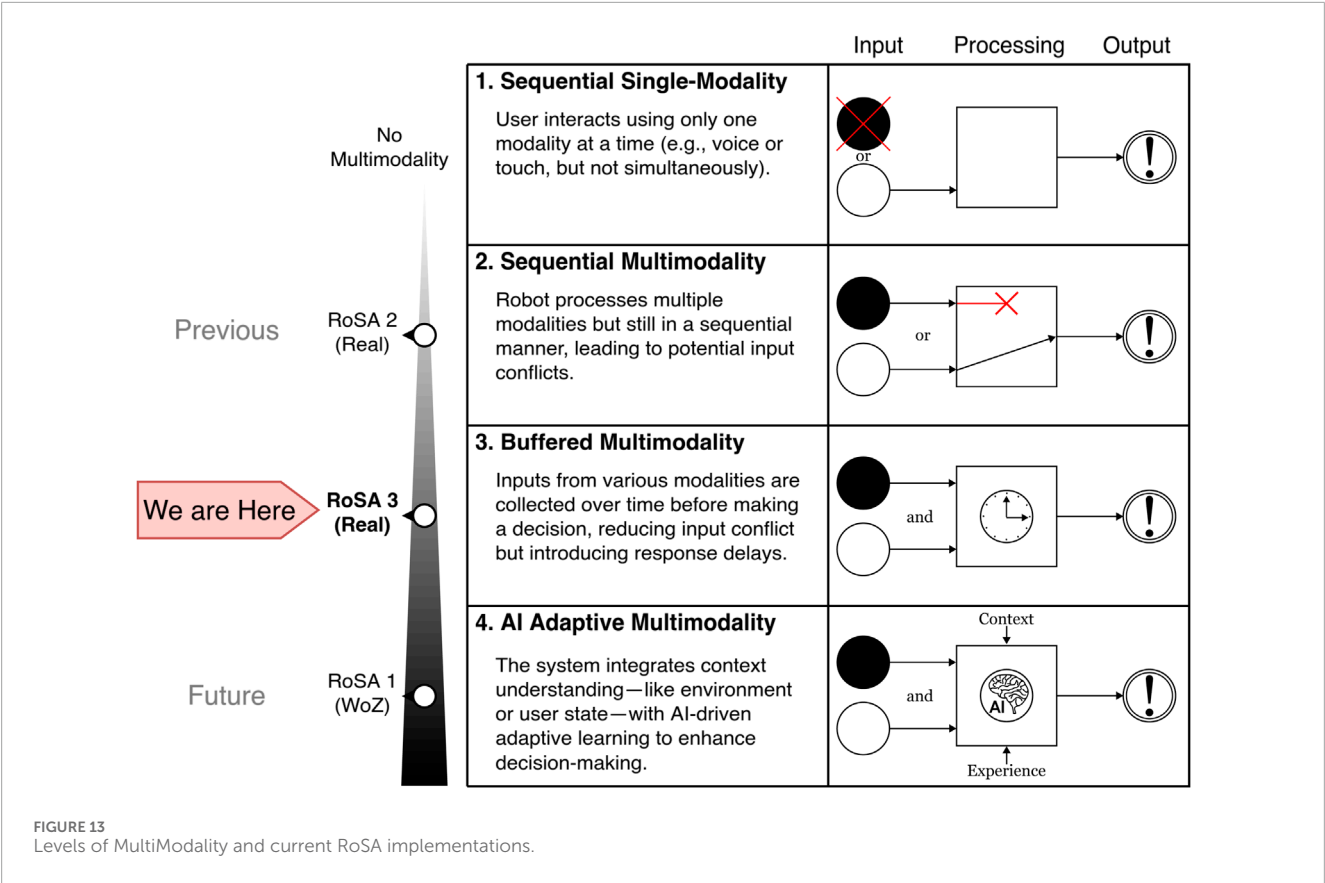 Input Processing Output
No
Multimodality
Previous
RoSA 2
(Real)
We are Here
RoSA 3
(Real)
Future
RoSA 1
(WoZ)
1. Sequential Single-Modality
User interacts using only one
modality at a time (e.g., voice or
touch, but not simultaneously).
or
2. Sequential Multimodality
Robot processes multiple
modalities but still in a sequential
manner, leading to potential input
conflicts.
or
3. Buffered Multimodality
Inputs from various modalities are
collected over time before making
a decision, reducing input conflict
but introducing response delays.
and
4. AI Adaptive Multimodality
The system integrates context
understanding—like environment
or user state—with AI-driven
adaptive learning to enhance
decision-making.
Context
and
AI
Experience
FIGURE 13
Levels of MultiModality and current RoSA implementations.